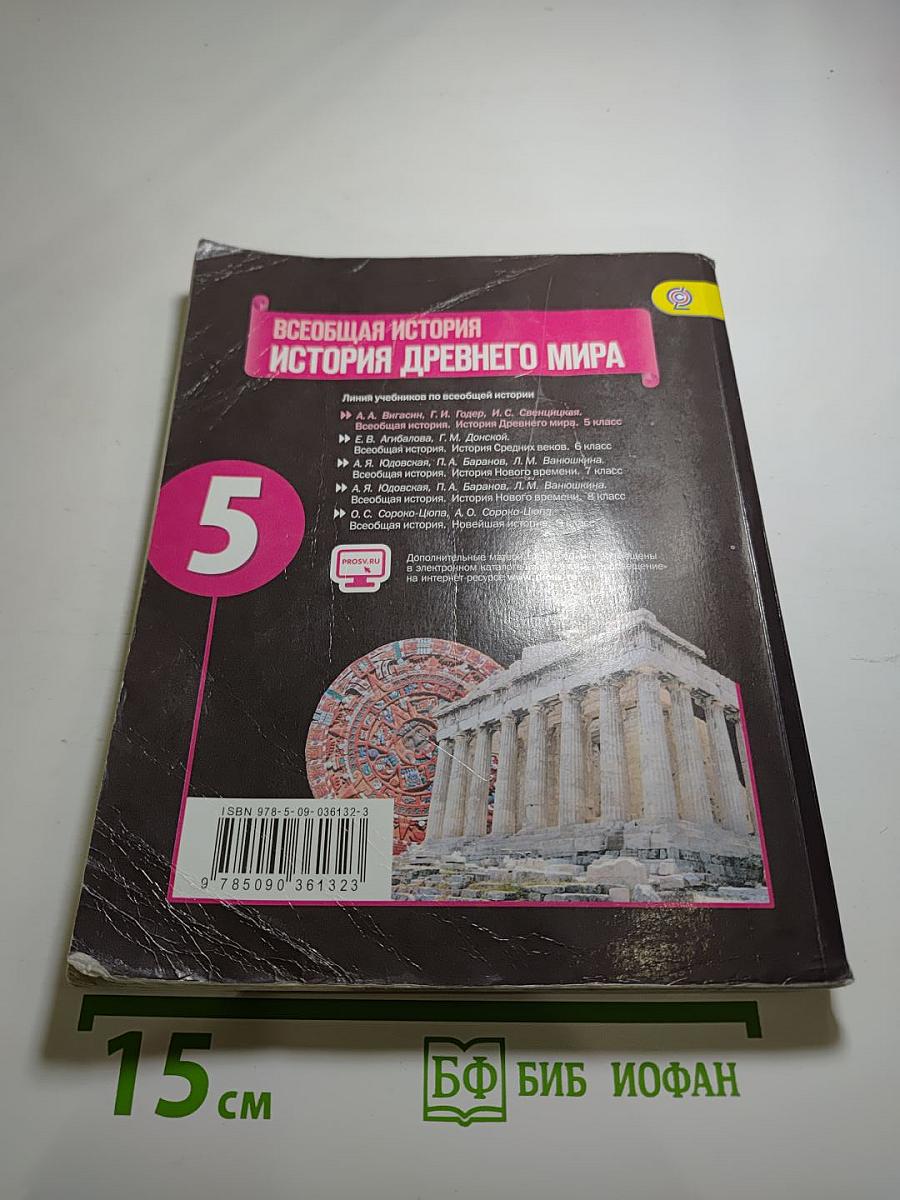 ВСЕОБЩАЯ ИСТОРИЯ
ИСТОРИЯ ДРЕВНЕГО МИРА
Линия учебников по всеобщей истории
А. А. Вигасин, Г. И. Годер, И. С. Свенцицкая.
Всеобщая история. История Древнего мира. 5 класс
Е. В. Агибалова, Г. М. Донской.
Всеобщая история. История Средних веков. 6 класс
А. Я. Юдовская, П. А. Баранов, Л. М. Ванюшкина.
Всеобщая история. История Нового времени. 7 класс
А. Я. Юдовская, П. А. Баранов, Л. М. Ванюшкина.
Всеобщая история. История Нового времени. 8 класс
О. С. Сороко-Цюпа, А. О. Сороко-Цюпа.
Всеобщая история. Новейшая история. класс
5
PROSV.RU
Дополнительные
в электронном
на интернет-ресурсе
ISBN 978-5-09-036132-3
9 785090 361323
15 см
БФ БИБ ИОФАН